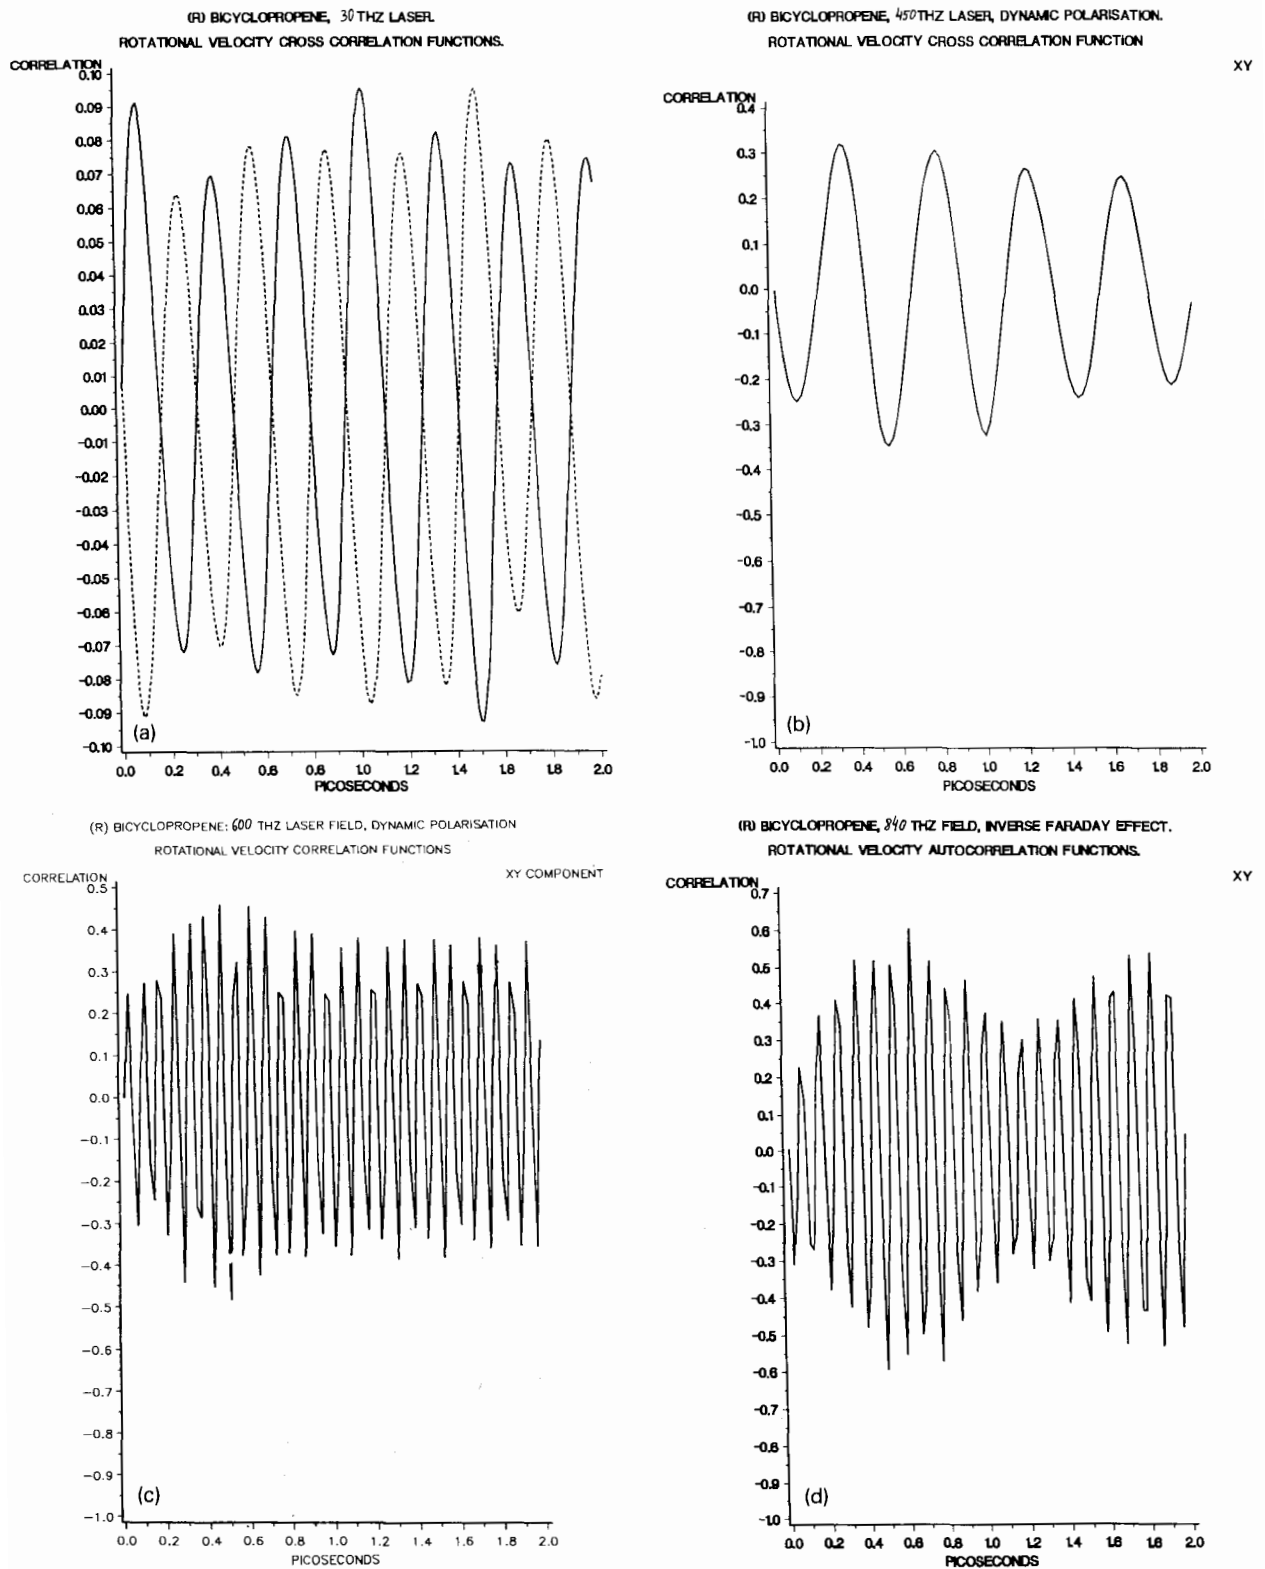 (R) BICYCLOPROPENE, 30 THZ LASER.
ROTATIONAL VELOCITY CROSS CORRELATION FUNCTIONS.
CORRELATION
0.10
0.09
0.08
0.07
0.06
0.05
0.04
0.03
0.02
0.01
0.00
-0.01
-0.02
-0.03
-0.04
-0.05
-0.06
-0.07
-0.08
-0.09
-0.10
(a)
0.0 0.2 0.4 0.6 0.8 1.0 1.2 1.4 1.6 1.8 2.0
PICOSECONDS
(R) BICYCLOPROPENE, 450 THZ LASER, DYNAMIC POLARISATION.
ROTATIONAL VELOCITY CROSS CORRELATION FUNCTION
XY
CORRELATION
0.4
0.3
0.2
0.1
0.0
-0.1
-0.2
-0.3
-0.4
-0.5
-0.6
-0.7
-0.8
-0.9
-1.0
(b)
0.0 0.2 0.4 0.6 0.8 1.0 1.2 1.4 1.6 1.8 2.0
PICOSECONDS
(R) BICYCLOPROPENE: 600 THZ LASER FIELD, DYNAMIC POLARISATION
ROTATIONAL VELOCITY CORRELATION FUNCTIONS
CORRELATION
XY COMPONENT
0.5
0.4
0.3
0.2
0.1
0.0
-0.1
-0.2
-0.3
-0.4
-0.5
-0.6
-0.7
-0.8
-0.9
-1.0
(c)
0.0 0.2 0.4 0.6 0.8 1.0 1.2 1.4 1.6 1.8 2.0
PICOSECONDS
(R) BICYCLOPROPENE, 840 THZ FIELD, INVERSE FARADAY EFFECT.
ROTATIONAL VELOCITY AUTOCORRELATION FUNCTIONS.
CORRELATION
XY
0.7
0.6
0.5
0.4
0.3
0.2
0.1
0.0
-0.1
-0.2
-0.3
-0.4
-0.5
-0.6
-0.7
-0.8
-0.9
-1.0
(d)
0.0 0.2 0.4 0.6 0.8 1.0 1.2 1.4 1.6 1.8 2.0
PICOSECONDS